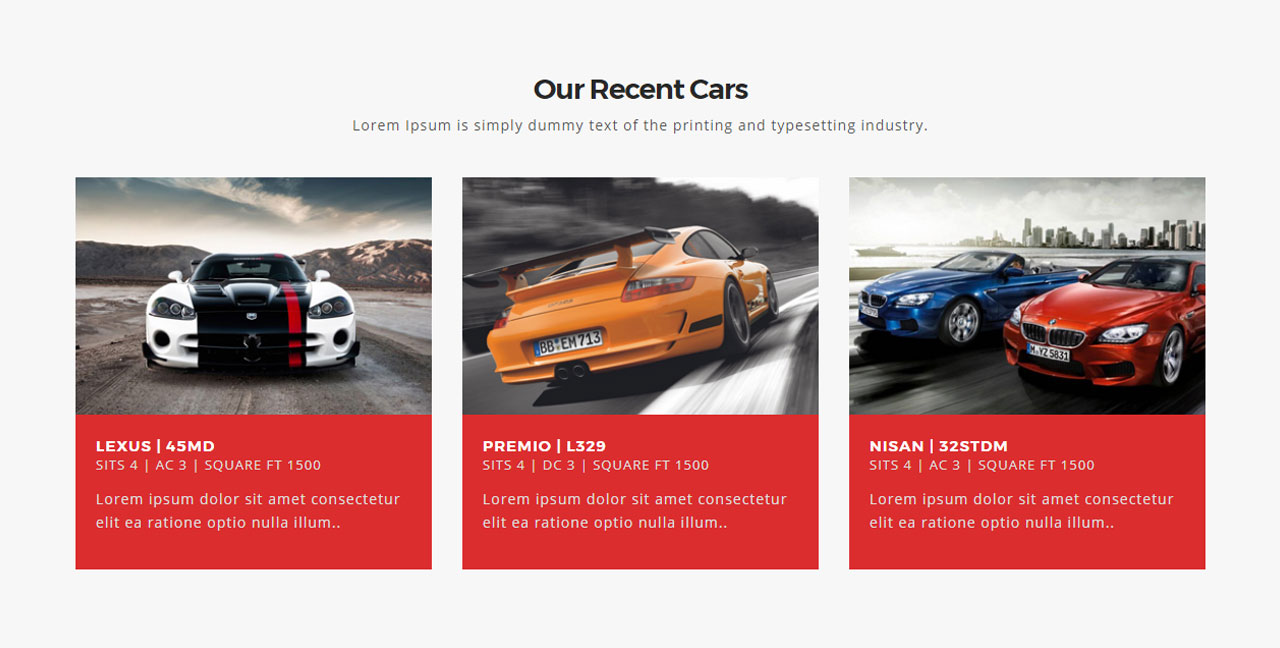 Our Recent Cars
Lorem Ipsum is simply dummy text of the printing and typesetting industry.
BB EM 713
M YZ 5831
LEXUS | 45MD
SITS 4 | AC 3 | SQUARE FT 1500
Lorem ipsum dolor sit amet consectetur
elit ea ratione optio nulla illum..
PREMIO | L329
SITS 4 | DC 3 | SQUARE FT 1500
Lorem ipsum dolor sit amet consectetur
elit ea ratione optio nulla illum..
NISAN | 32STDM
SITS 4 | AC 3 | SQUARE FT 1500
Lorem ipsum dolor sit amet consectetur
elit ea ratione optio nulla illum..